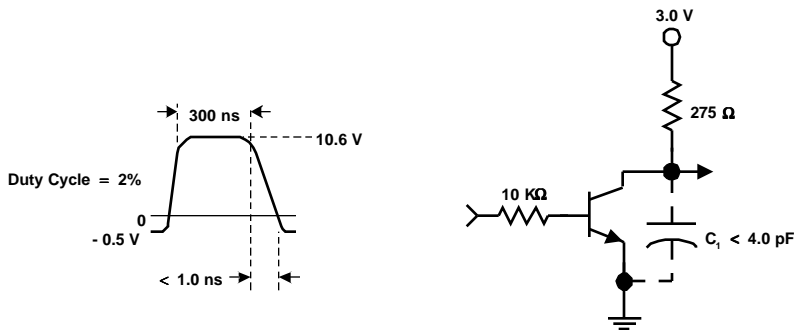 300 ns
10.6 V
Duty Cycle = 2%
0
- 0.5 V
< 1.0 ns
3.0 V
275 Ω
10 KΩ
C₁ < 4.0 pF